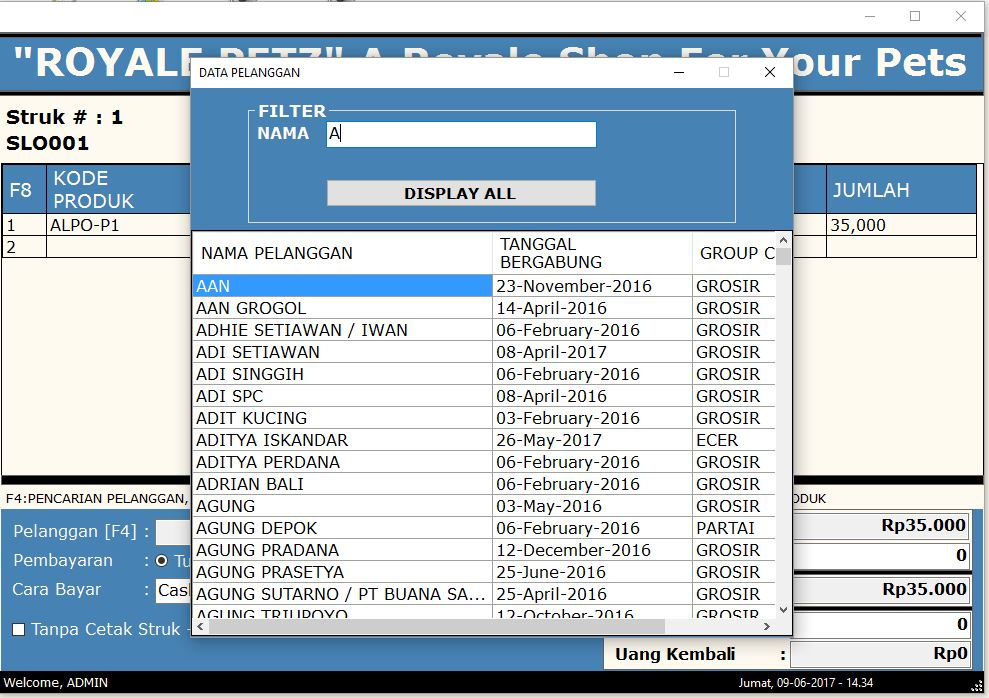 "ROYALE PETZ" A Royale Shop For Your Pets
DATA PELANGGAN
Struk # : 1
SLO001
FILTER
NAMA A
DISPLAY ALL
F8 KODE PRODUK JUMLAH
1 ALPO-P1 35,000
2
NAMA PELANGGAN TANGGAL BERGABUNG GROUP C
AAN 23-November-2016 GROSIR
AAN GROGOL 14-April-2016 GROSIR
ADHIE SETIAWAN / IWAN 06-February-2016 GROSIR
ADI SETIAWAN 08-April-2017 GROSIR
ADI SINGGIH 06-February-2016 GROSIR
ADI SPC 08-April-2016 GROSIR
ADIT KUCING 03-February-2016 GROSIR
ADITYA ISKANDAR 26-May-2017 ECER
ADITYA PERDANA 06-February-2016 GROSIR
ADRIAN BALI 06-February-2016 GROSIR
AGUNG 03-May-2016 GROSIR
AGUNG DEPOK 06-February-2016 PARTAI
AGUNG PRADANA 12-December-2016 GROSIR
AGUNG PRASETYA 25-June-2016 GROSIR
AGUNG SUTARNO / PT BUANA SA... 25-April-2016 GROSIR
AGUNG TRIUPOYO 12-October-2016 GROSIR
F4:PENCARIAN PELANGGAN, DUK
Pelanggan [F4] : Rp35.000
Pembayaran : Tu 0
Cara Bayar : Cas Rp35.000
Tanpa Cetak Struk - 0
Uang Kembali : Rp0
Welcome, ADMIN Jumat, 09-06-2017 - 14.34